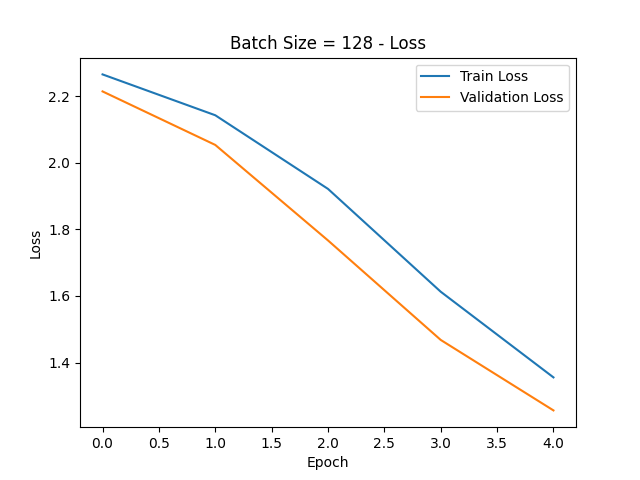 Batch Size = 128 - Loss
Train Loss
Validation Loss
2.2
2.0
1.8
1.6
1.4
Loss
0.0 0.5 1.0 1.5 2.0 2.5 3.0 3.5 4.0
Epoch